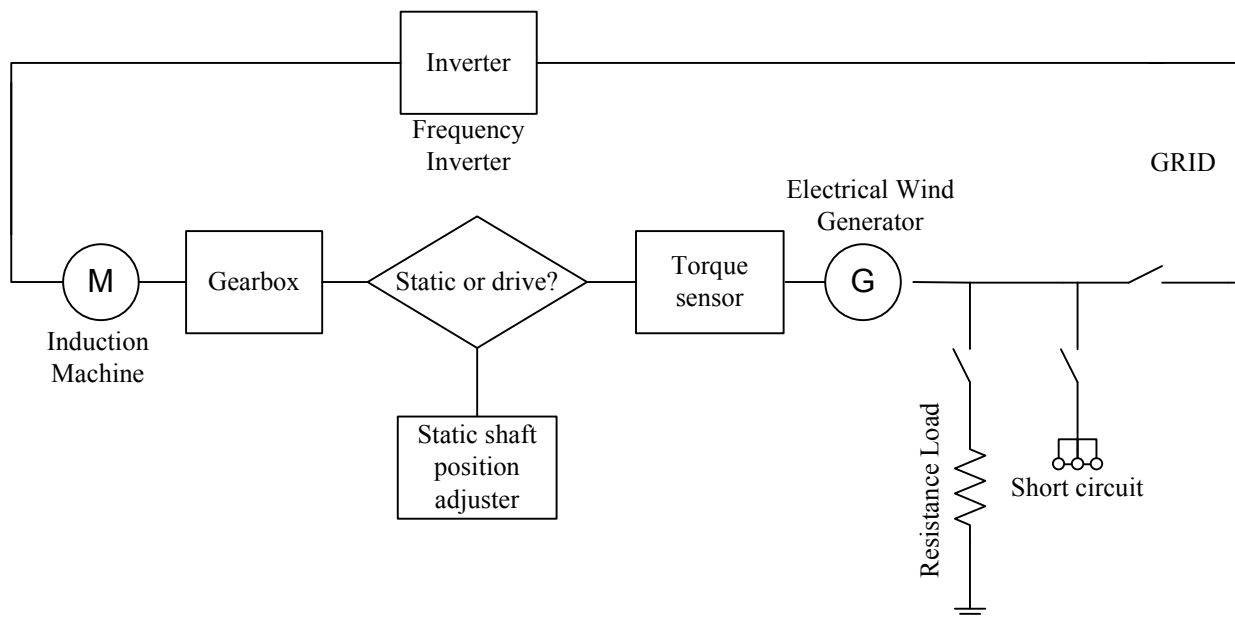 Inverter
Frequency
Inverter
GRID
Electrical Wind
Generator
M
Gearbox
Static or drive?
Torque
sensor
G
Induction
Machine
Static shaft
position
adjuster
Resistance Load
Short circuit